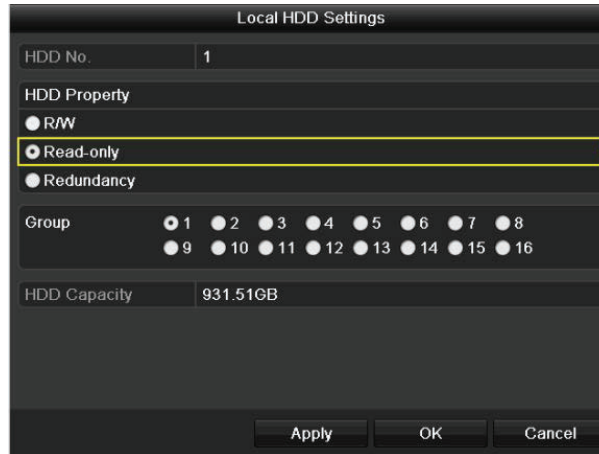 Local HDD Settings
HDD No. 1
HDD Property
R/W
Read-only
Redundancy
Group 1 2 3 4 5 6 7 8
9 10 11 12 13 14 15 16
HDD Capacity 931.51GB
Apply OK Cancel